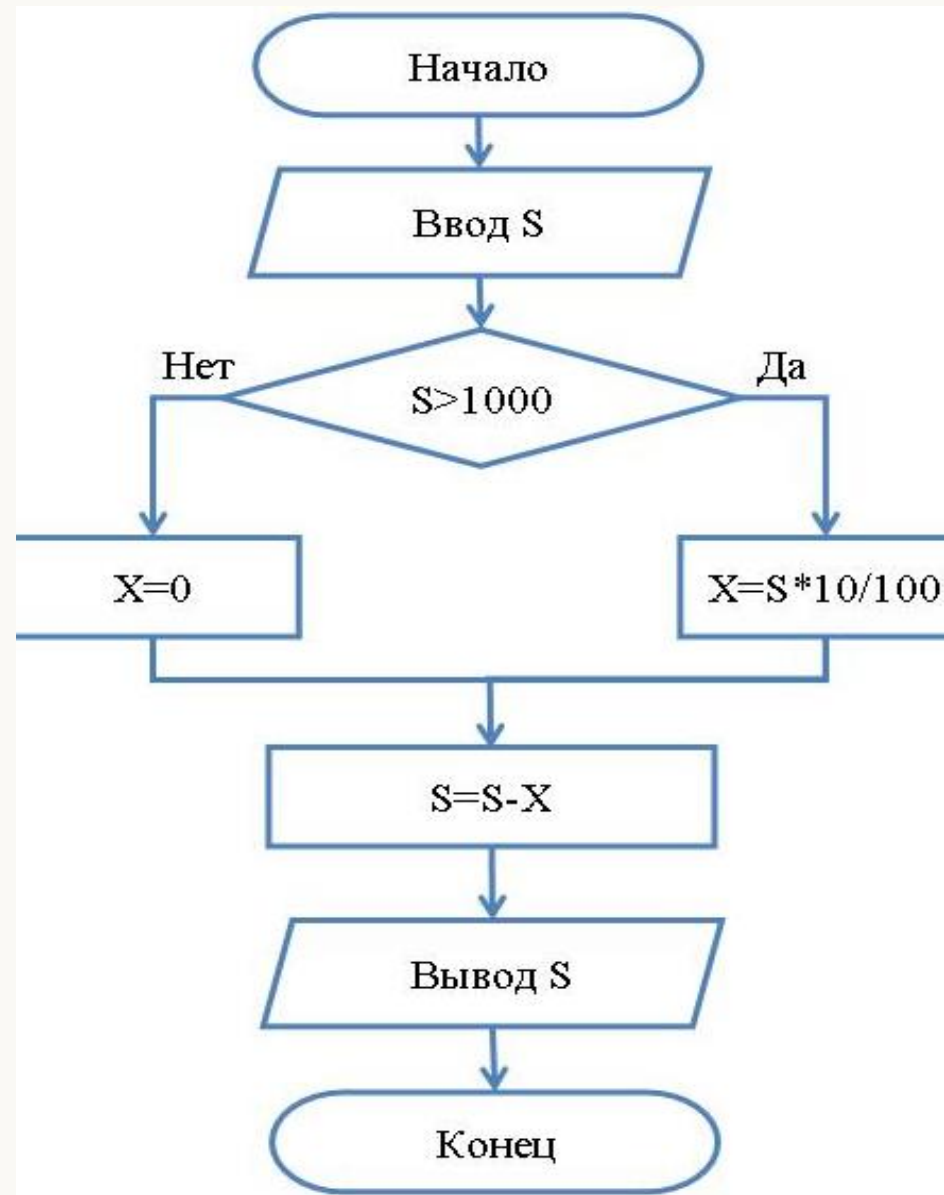 Начало
Ввод S
Нет
Да
S>1000
X=0
X=S*10/100
S=S-X
Вывод S
Конец